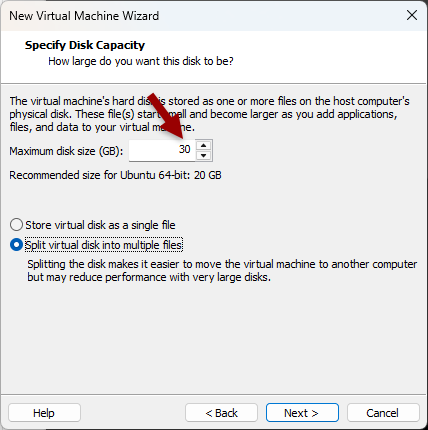 New Virtual Machine Wizard
Specify Disk Capacity
How large do you want this disk to be?
The virtual machine's hard disk is stored as one or more files on the host computer's
physical disk. These file(s) start small and become larger as you add applications,
files, and data to your virtual machine.
Maximum disk size (GB): 30
Recommended size for Ubuntu 64-bit: 20 GB
Store virtual disk as a single file
Split virtual disk into multiple files
Splitting the disk makes it easier to move the virtual machine to another computer
but may reduce performance with very large disks.
Help < Back Next > Cancel